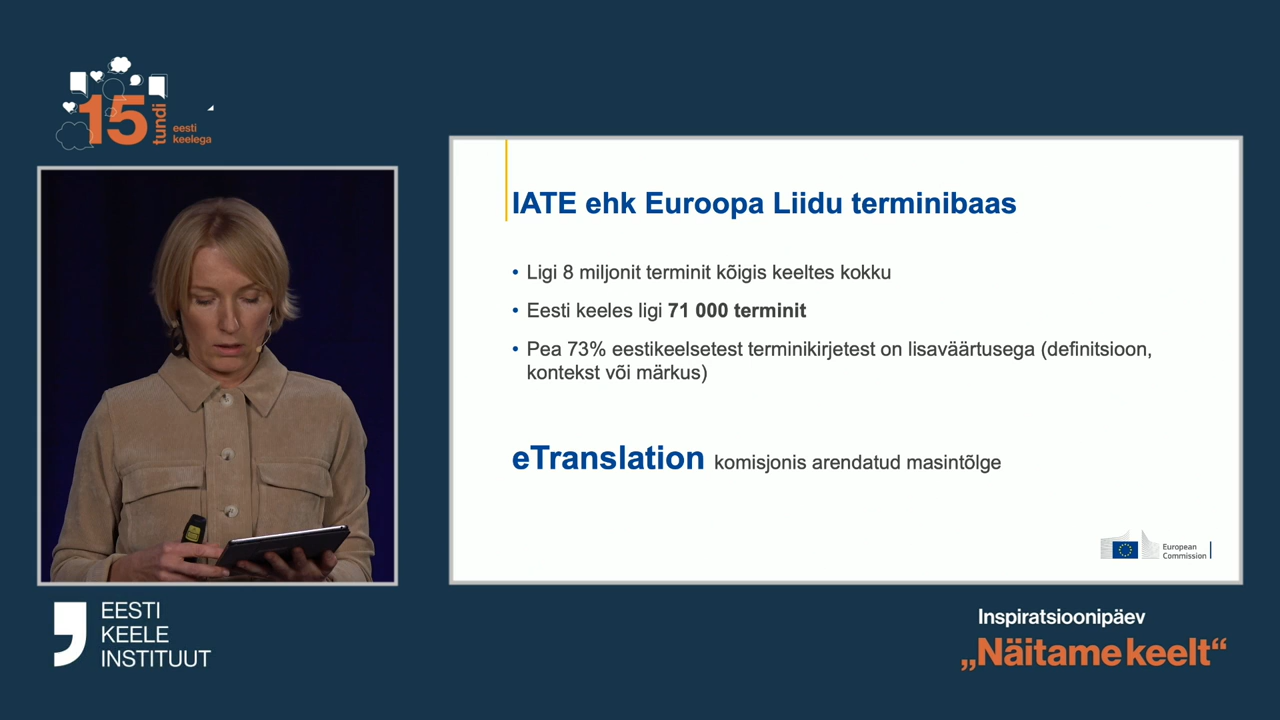 15
tundi
eesti
keelega
IATE ehk Euroopa Liidu terminibaas
• Ligi 8 miljonit terminit kõigis keeltes kokku
• Eesti keeles ligi 71 000 terminit
• Pea 73% eestikeelsetest terminikirjetest on lisaväärtusega (definitsioon,
kontekst või märkus)
eTranslation komisjonis arendatud masintõlge
European
Commission
EESTI
KEELE
INSTITUUT
Inspiratsioonipäev
„Näitame keelt“